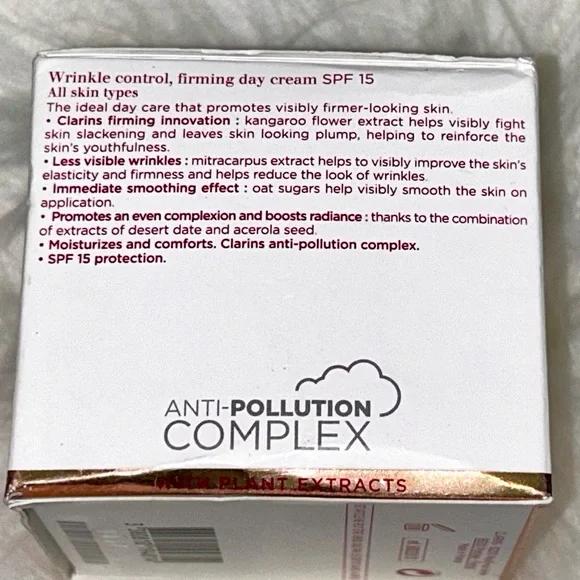 Wrinkle control, firming day cream SPF 15
All skin types
The ideal day care that promotes visibly firmer-looking skin.
• Clarins firming innovation : kangaroo flower extract helps visibly fight
skin slackening and leaves skin looking plump, helping to reinforce the
skin's youthfulness.
• Less visible wrinkles : mitracarpus extract helps to visibly improve the skin's
elasticity and firmness and helps reduce the look of wrinkles.
• Immediate smoothing effect : oat sugars help visibly smooth the skin on
application.
• Promotes an even complexion and boosts radiance : thanks to the combination
of extracts of desert date and acerola seed.
• Moisturizes and comforts. Clarins anti-pollution complex.
• SPF 15 protection.
ANTI-POLLUTION
COMPLEX
PLANT EXTRACTS